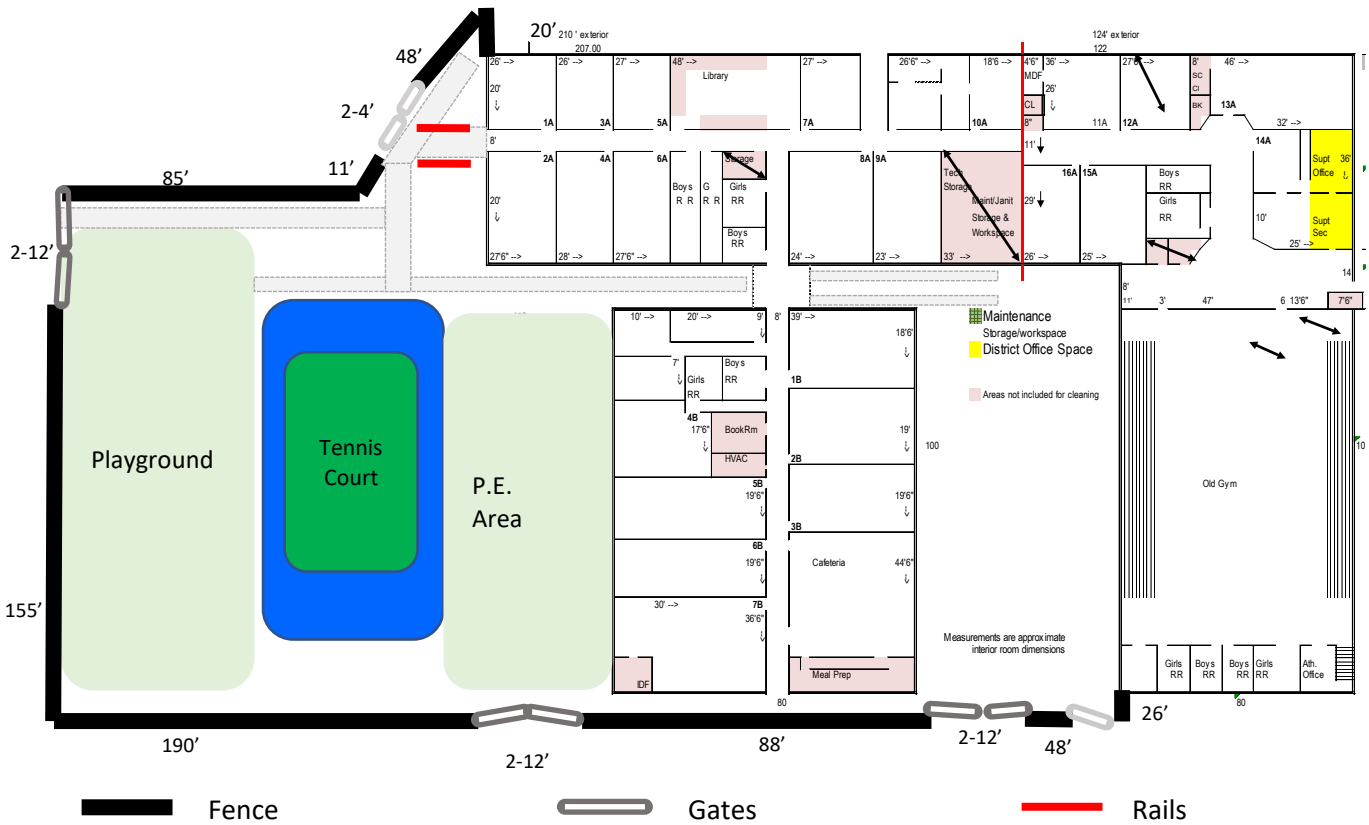 20’
210 ' exterior
207.00
124' exterior
122
48’
26' -->
26' -->
27' -->
48' -->
27' -->
26'6" -->
18'6" -->
4'6"
36' -->
27'6" -->
8'
46' -->
Library
MDF
SC
Cl
20'
26'
CL
BK
2-4’
1A
3A
5A
7A
10A
8"
11A
12A
13A
32' -->
8'
11'
14A
11’
2A
4A
6A
Storage
8A
9A
Tech
Storage
16A
15A
Boys
RR
Supt
Office
36'
85’
Boys
R R
G
R R
Girls
RR
Maint/Janit
Storage &
Workspace
29'
Girls
RR
20'
10'
Supt
Sec
Boys
RR
2-12’
27'6" -->
28' -->
27'6" -->
24' -->
23' -->
33' -->
26' -->
25' -->
25' -->
14
8'
11'
3'
47'
6
13'6"
7'6"
10' -->
20' -->
9'
8'
39' -->
Maintenance
Storage/workspace
District Office Space
18'6"
7'
Girls
RR
Boys
RR
1B
Areas not included for cleaning
4B
17'6"
BookRm
19'
100
10
Playground
Tennis
Court
HVAC
2B
P.E.
Area
5B
19'6"
19'6"
Old Gym
3B
6B
19'6"
Cafeteria
44'6"
155’
30' -->
7B
36'6"
Measurements are approximate
interior room dimensions
IDF
Meal Prep
Girls
RR
Boys
RR
Boys
RR
Girls
RR
Ath.
Office
80
80
26’
190’
2-12’
88’
2-12’
48’
Fence
Gates
Rails